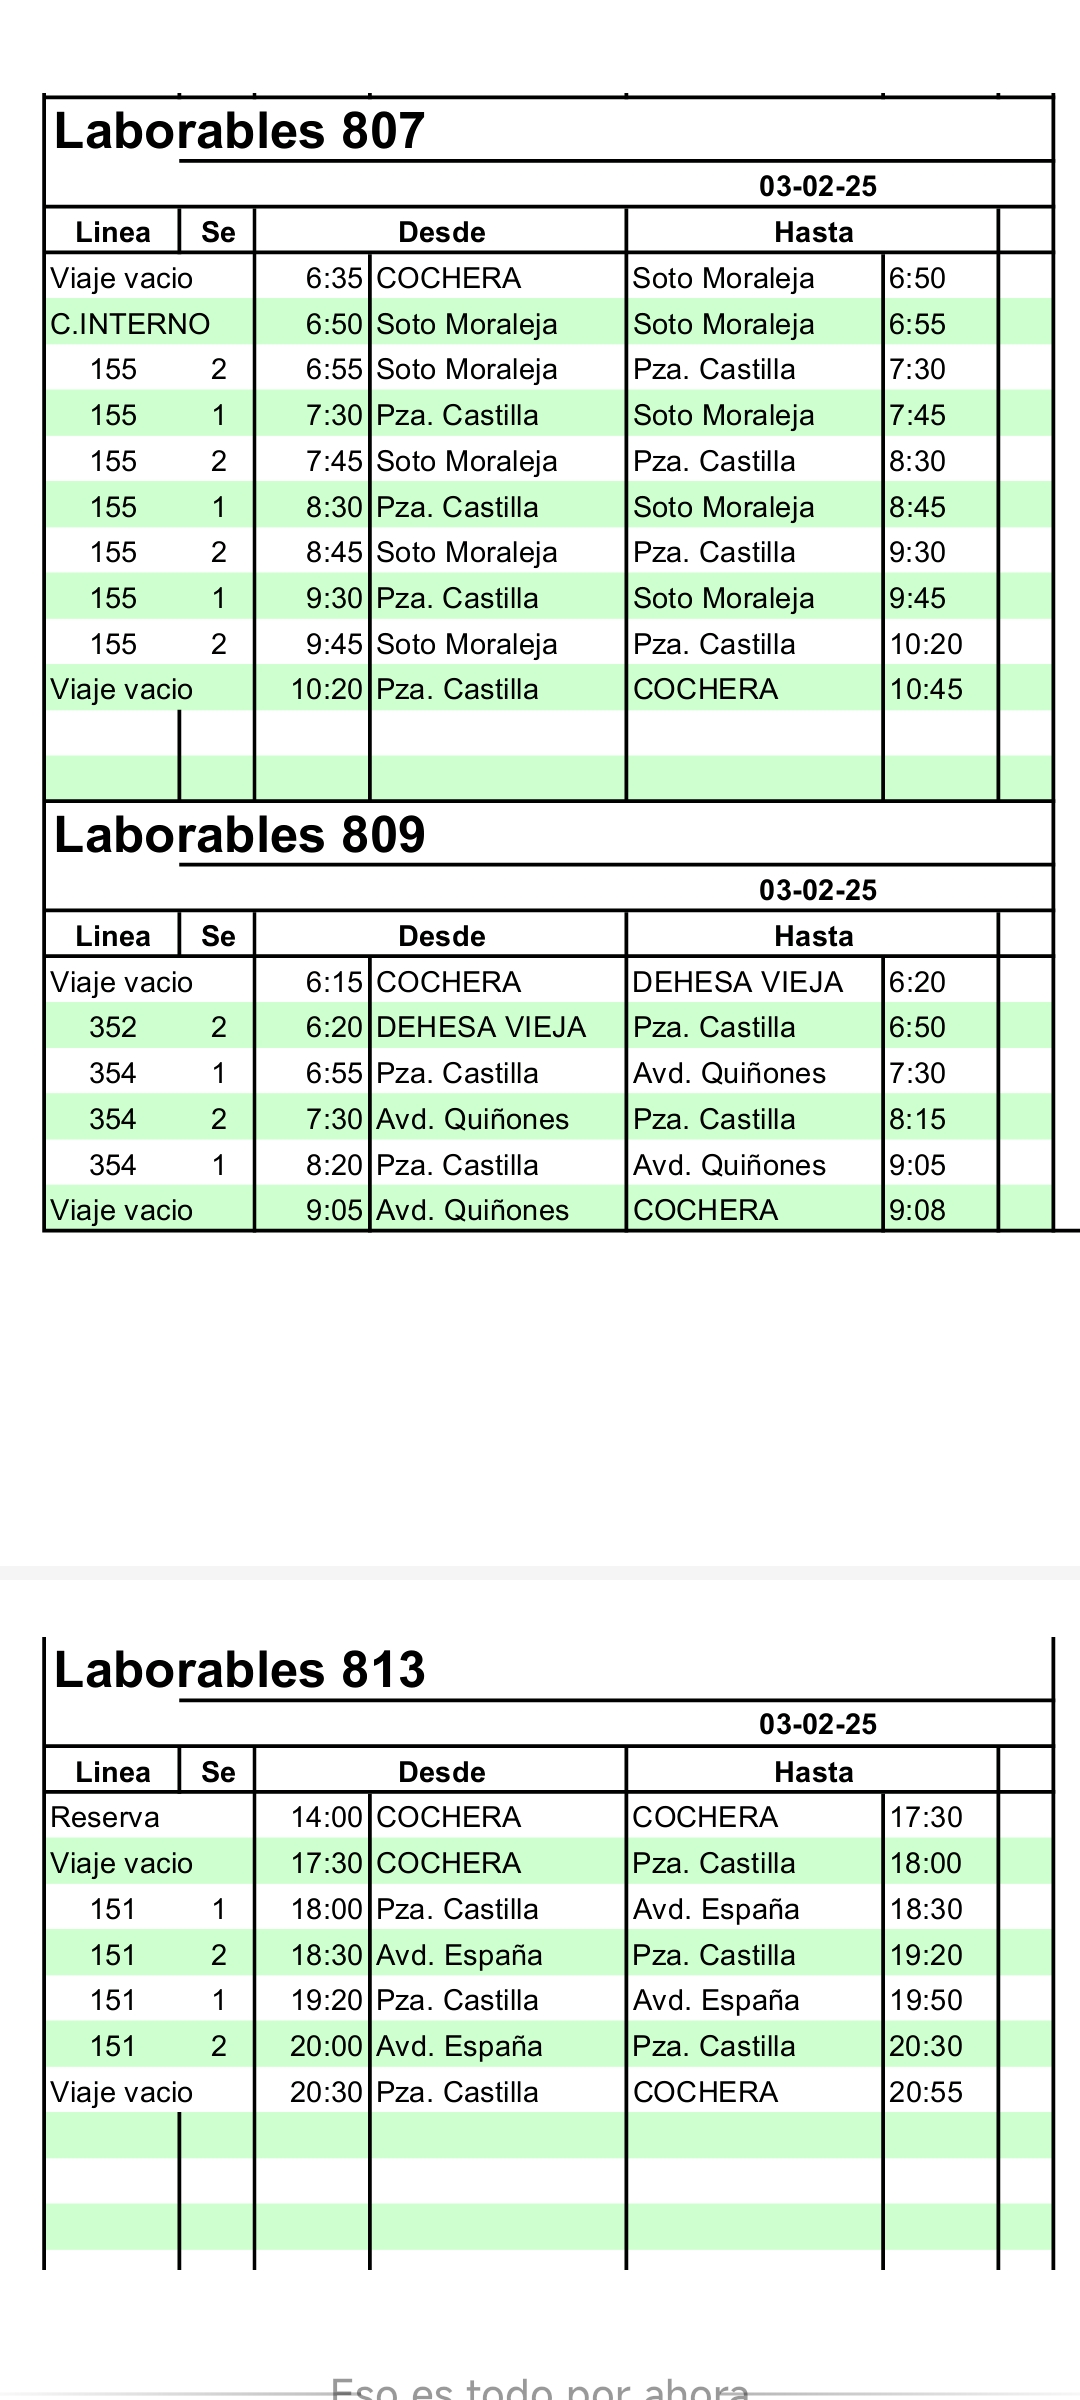 Laborables 807
03-02-25
Linea Se Desde Hasta
Viaje vacio 6:35 COCHERA Soto Moraleja 6:50
C.INTERNO 6:50 Soto Moraleja Soto Moraleja 6:55
155 2 6:55 Soto Moraleja Pza. Castilla 7:30
155 1 7:30 Pza. Castilla Soto Moraleja 7:45
155 2 7:45 Soto Moraleja Pza. Castilla 8:30
155 1 8:30 Pza. Castilla Soto Moraleja 8:45
155 2 8:45 Soto Moraleja Pza. Castilla 9:30
155 1 9:30 Pza. Castilla Soto Moraleja 9:45
155 2 9:45 Soto Moraleja Pza. Castilla 10:20
Viaje vacio 10:20 Pza. Castilla COCHERA 10:45
Laborables 809
03-02-25
Linea Se Desde Hasta
Viaje vacio 6:15 COCHERA DEHESA VIEJA 6:20
352 2 6:20 DEHESA VIEJA Pza. Castilla 6:50
354 1 6:55 Pza. Castilla Avd. Quiñones 7:30
354 2 7:30 Avd. Quiñones Pza. Castilla 8:15
354 1 8:20 Pza. Castilla Avd. Quiñones 9:05
Viaje vacio 9:05 Avd. Quiñones COCHERA 9:08
Laborables 813
03-02-25
Linea Se Desde Hasta
Reserva 14:00 COCHERA COCHERA 17:30
Viaje vacio 17:30 COCHERA Pza. Castilla 18:00
151 1 18:00 Pza. Castilla Avd. España 18:30
151 2 18:30 Avd. España Pza. Castilla 19:20
151 1 19:20 Pza. Castilla Avd. España 19:50
151 2 20:00 Avd. España Pza. Castilla 20:30
Viaje vacio 20:30 Pza. Castilla COCHERA 20:55
Eso es todo por ahora